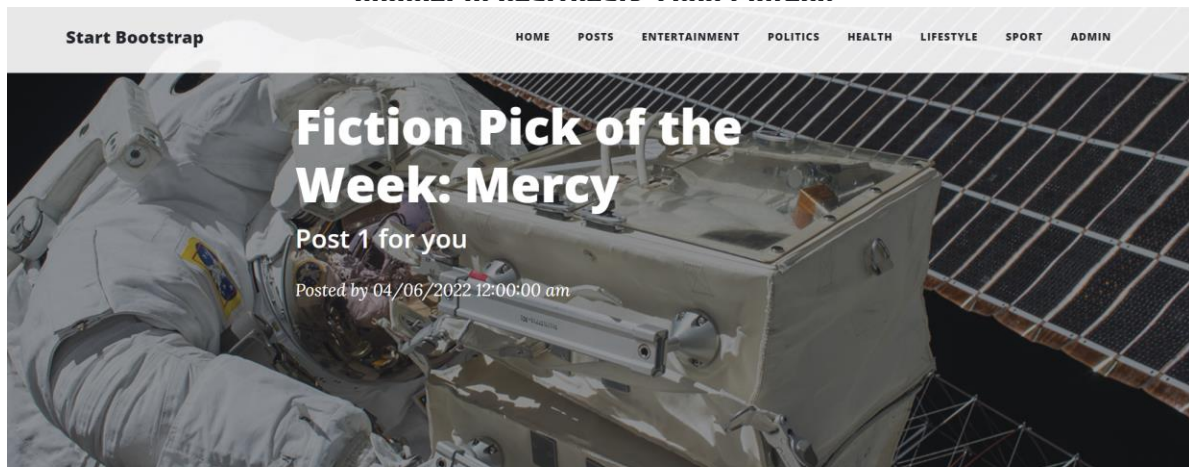 Start Bootstrap
HOME POSTS ENTERTAINMENT POLITICS HEALTH LIFESTYLE SPORT ADMIN
Fiction Pick of the
Week: Mercy
Post 1 for you
Posted by 04/06/2022 12:00:00 am